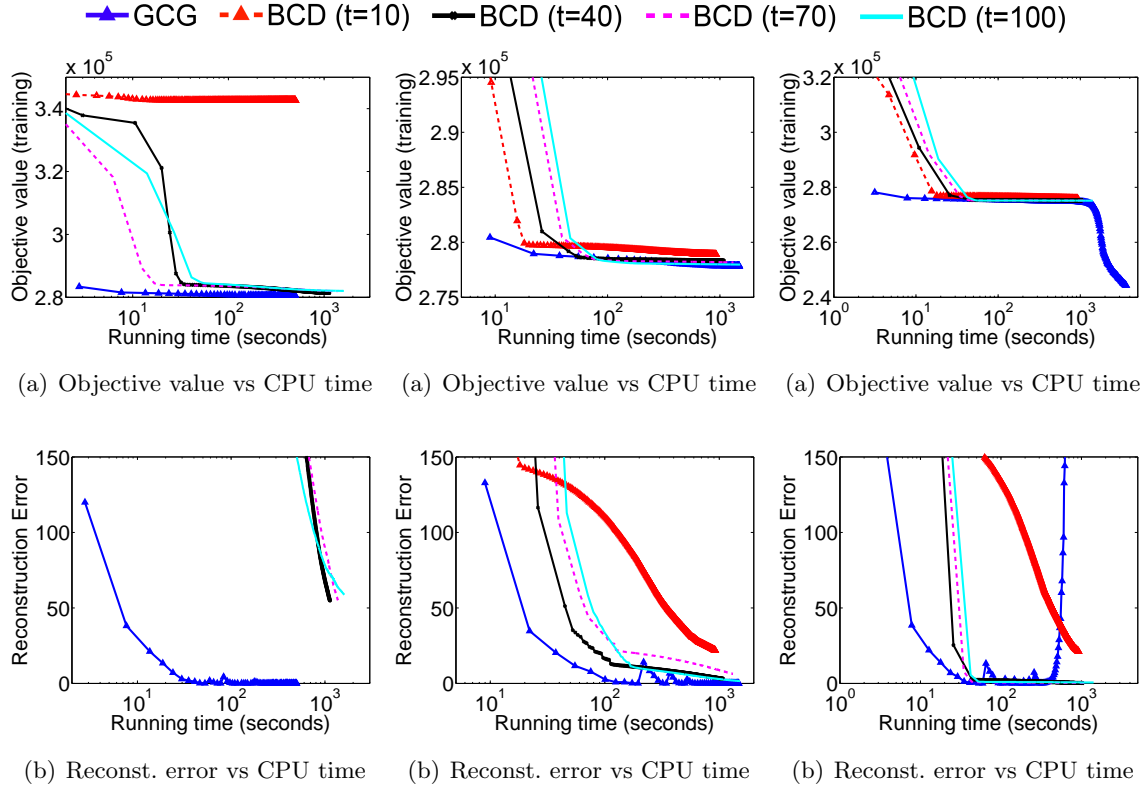 GCG BCD (t=10) BCD (t=40) BCD (t=70) BCD (t=100)
x 10^5
Objective value (training)
3.4
3.2
3
2.8
10^1 10^2 10^3
Running time (seconds)
(a) Objective value vs CPU time
x 10^5
Objective value (training)
2.95
2.9
2.85
2.8
2.75
10^1 10^2 10^3
Running time (seconds)
(a) Objective value vs CPU time
x 10^5
Objective value (training)
3.2
3
2.8
2.6
2.4
10^0 10^1 10^2 10^3
Running time (seconds)
(a) Objective value vs CPU time
Reconstruction Error
150
100
50
0
10^1 10^2 10^3
Running time (seconds)
(b) Reconst. error vs CPU time
Reconstruction Error
150
100
50
0
10^1 10^2 10^3
Running time (seconds)
(b) Reconst. error vs CPU time
Reconstruction Error
150
100
50
0
10^0 10^1 10^2 10^3
Running time (seconds)
(b) Reconst. error vs CPU time